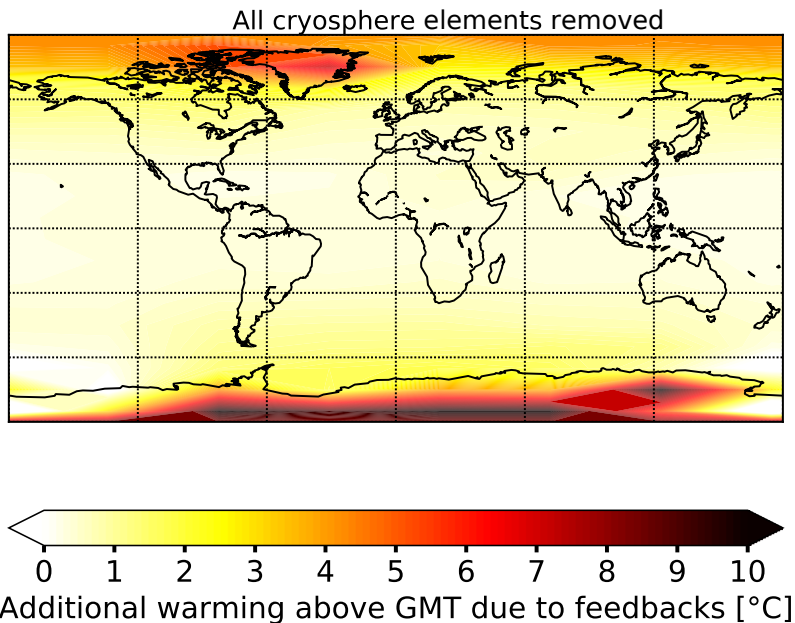 All cryosphere elements removed
0 1 2 3 4 5 6 7 8 9 10
Additional warming above GMT due to feedbacks [°C]